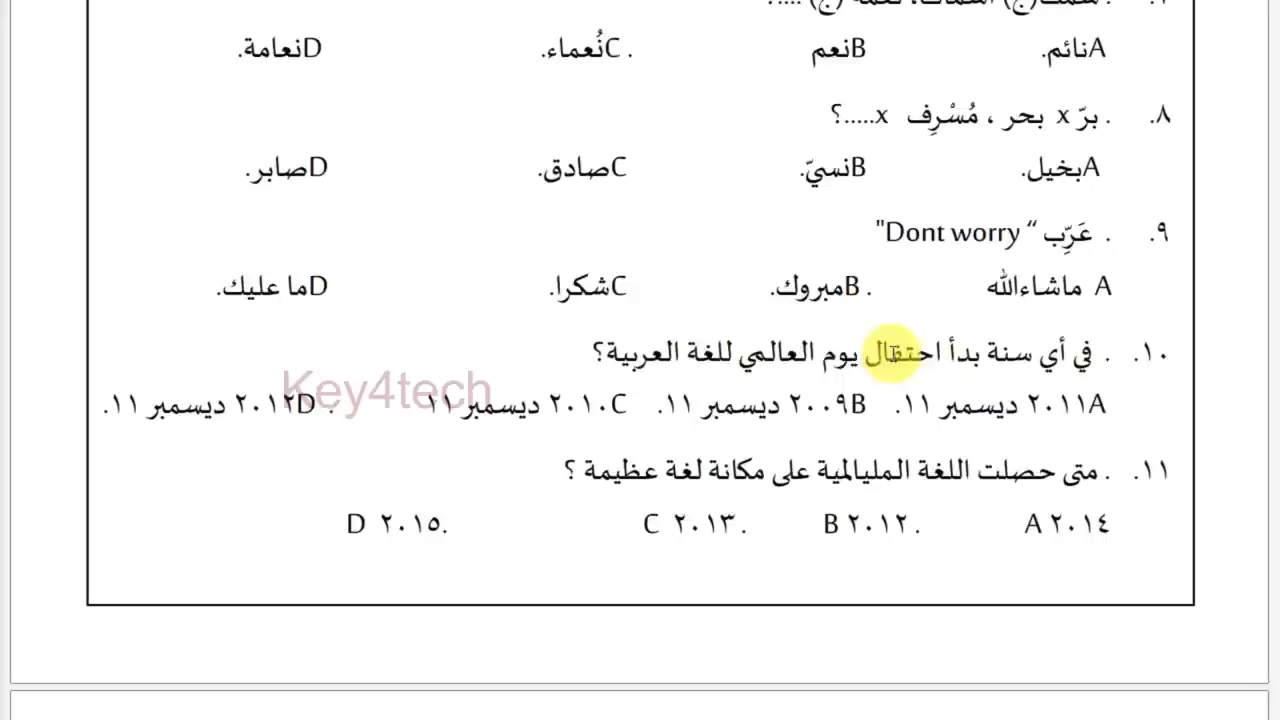 Aنائم. Bنعم . Cنُعماء. Dنعامة.
٨. . برّ x بحر ، مُسْرِف x.....؟
Aبخيل. Bنسيّ. Cصادق. Dصابر.
٩. . عَرِّب “ Dont worry"
A ماشاءالله . Bمبروك. Cشكرا. Dما عليك.
١٠. . في أي سنة بدأ احتفال يوم العالمي للغة العربية؟
٢٠١١A ديسمبر ١١. ٢٠٠٩B ديسمبر ١١. ٢٠١٠C ديسمبر ١١ . ٢٠١٢D ديسمبر ١١.
Key4tech
١١. . متى حصلت اللغة المليالمية على مكانة لغة عظيمة ؟
A ٢٠١٤ B ٢٠١٢ . C ٢٠١٣ . D ٢٠١٥.